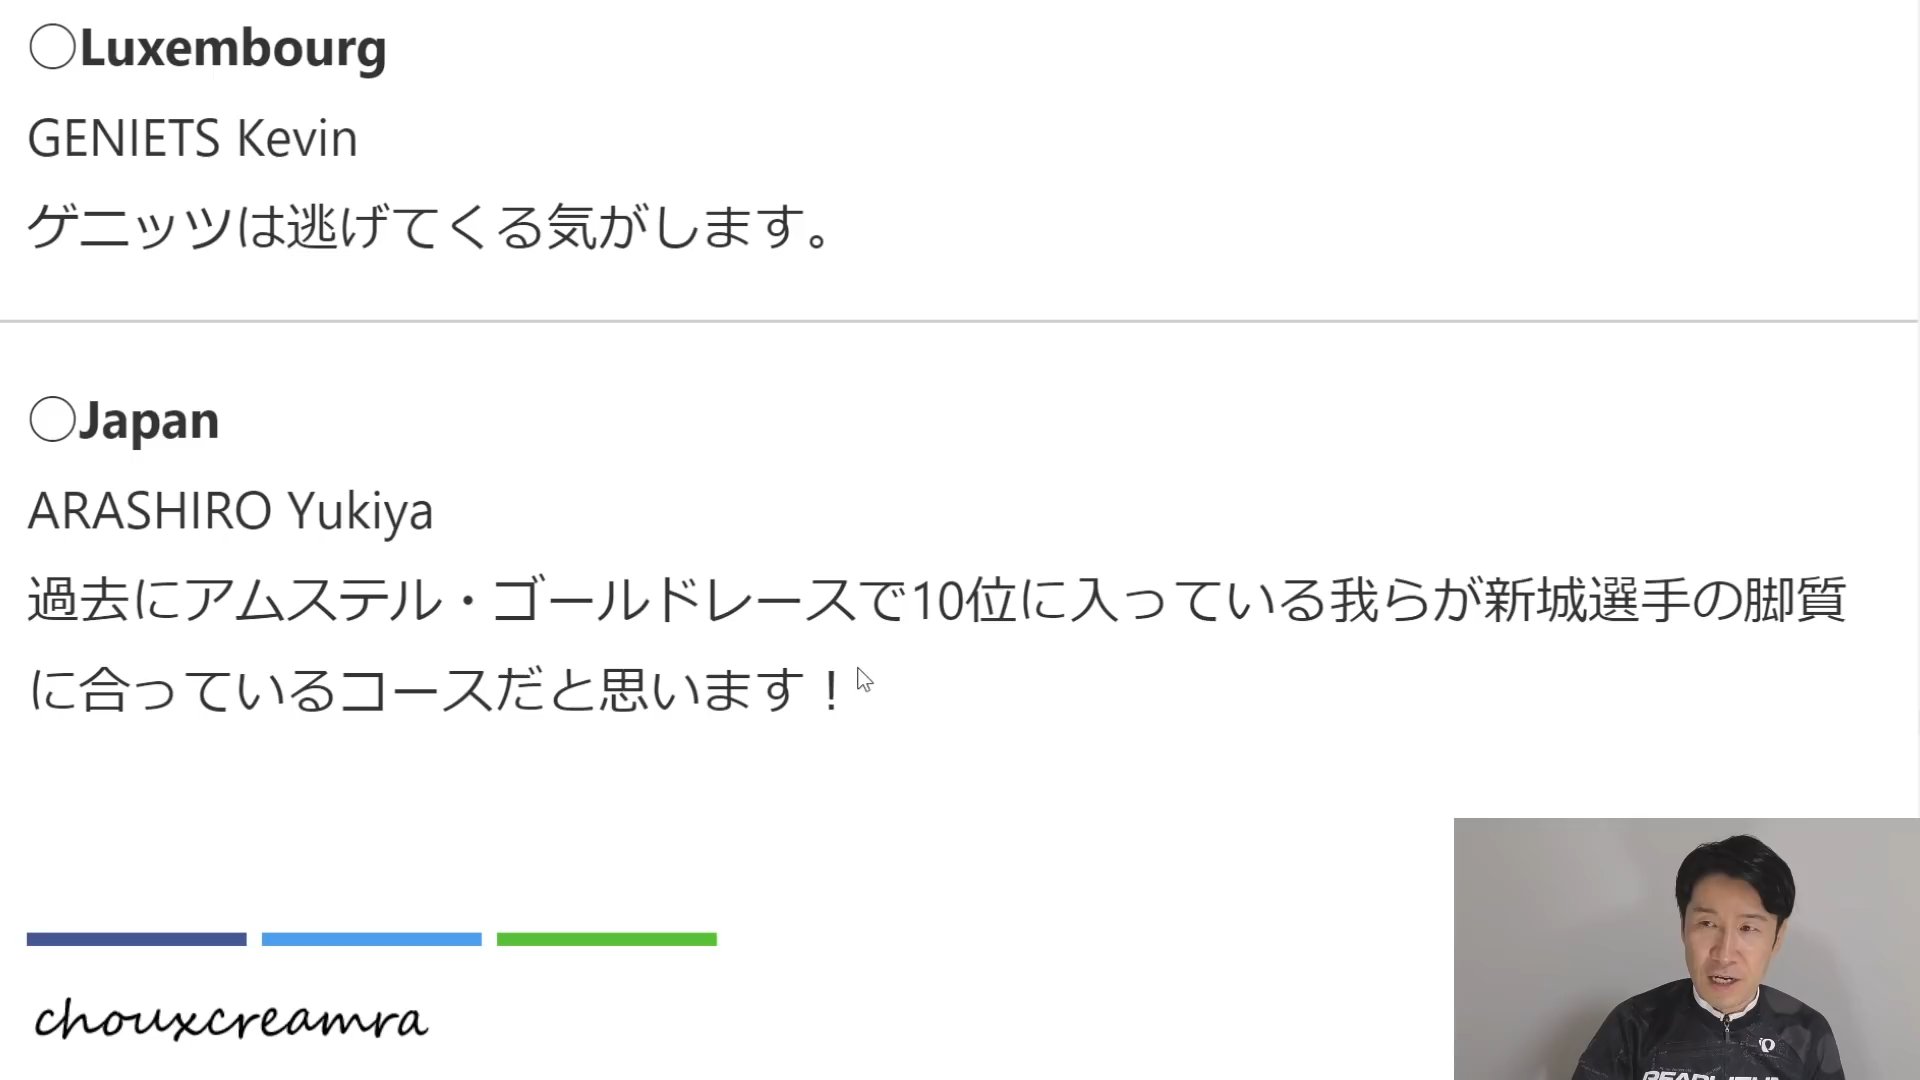 ○Luxembourg
GENIETS Kevin
ゲニッツは逃げてくる気がします。
○Japan
ARASHIRO Yukiya
過去にアムステル・ゴールドレースで10位に入っている我らが新城選手の脚質
に合っているコースだと思います！
chouxcreamra